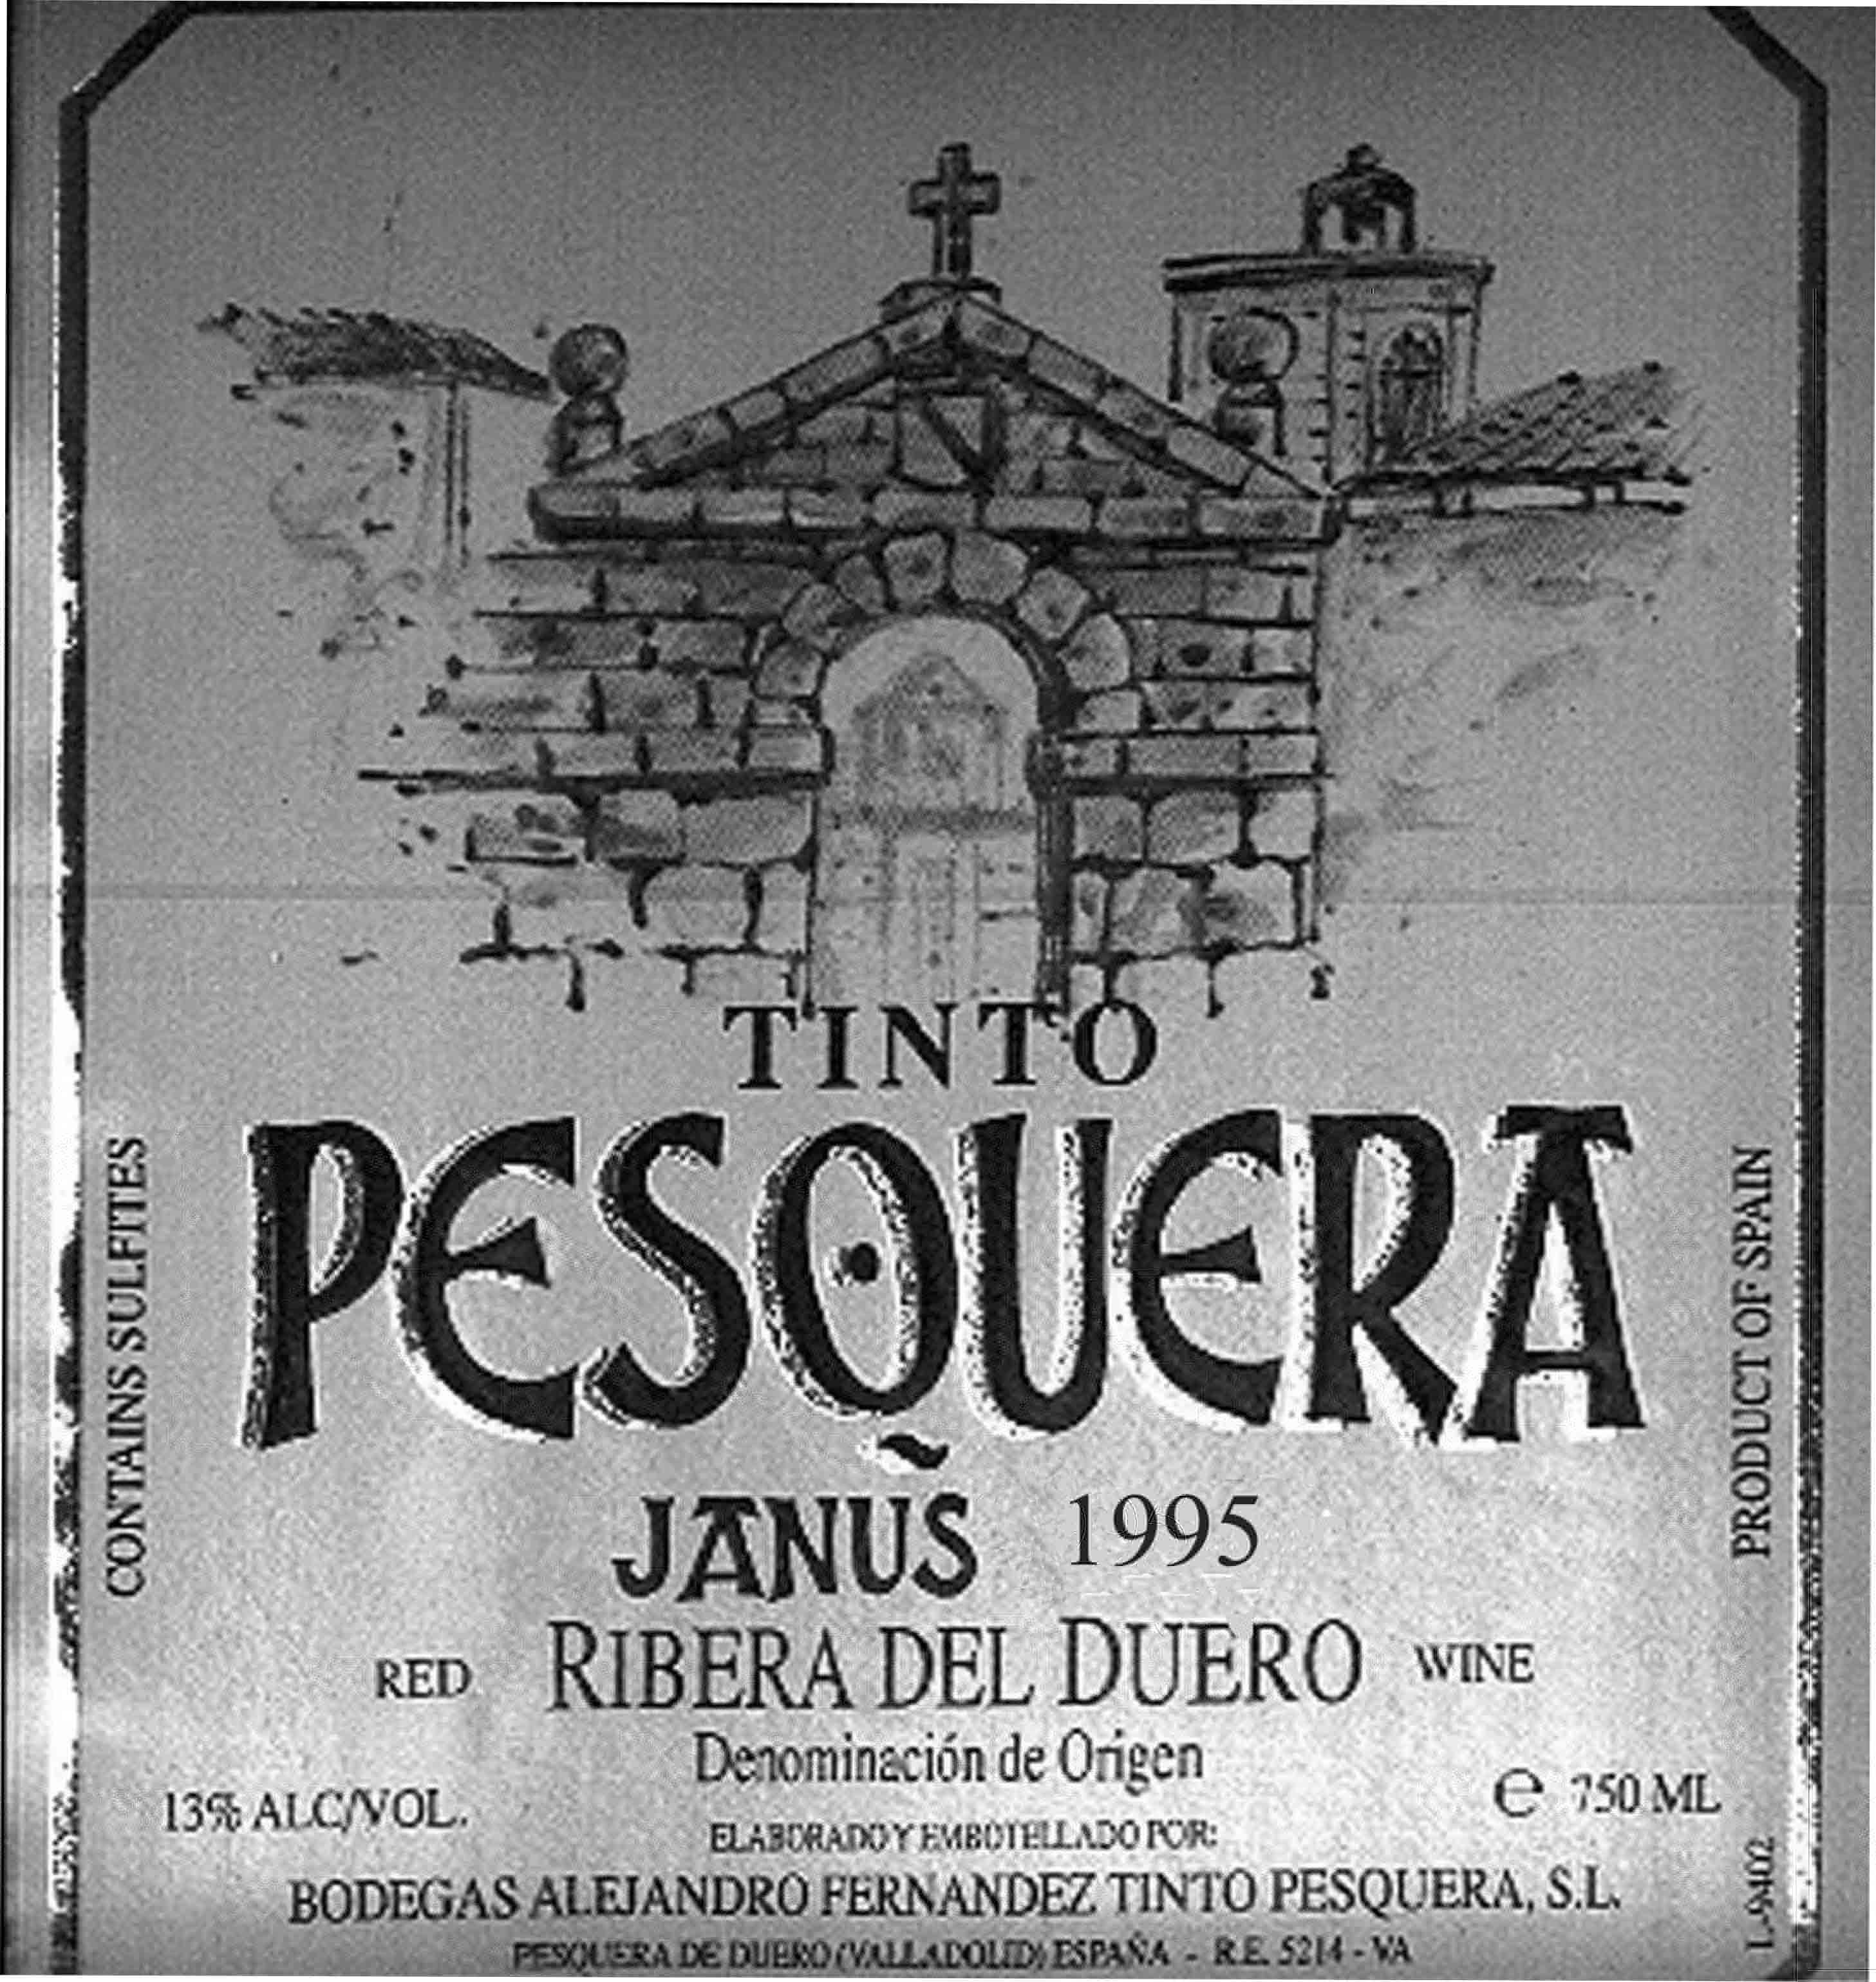 TINTO
PESQUERA
JANUS 1995
RED RIBERA DEL DUERO WINE
Denominación de Origen
13% ALC/VOL. e 750 ML
ELABORADO Y EMBOTELLADO POR:
BODEGAS ALEJANDRO FERNANDEZ TINTO PESQUERA, S.L.
PESQUERA DE DUERO (VALLADOLID) ESPAÑA - R.E. 5214 - VA
CONTAINS SULFITES
PRODUCT OF SPAIN
L-9402